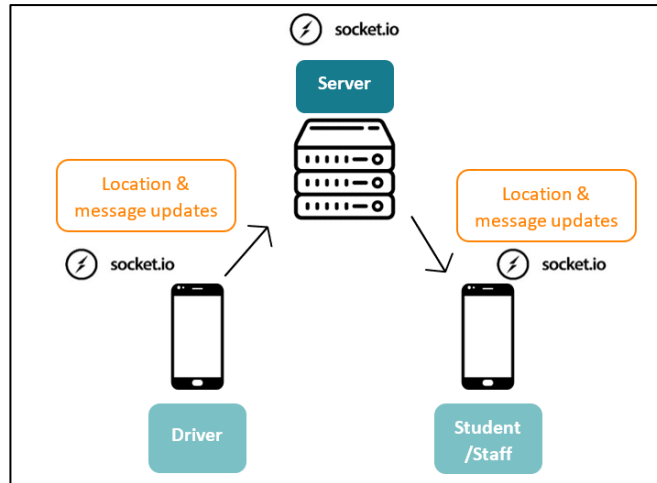 socket.io
Server
Location &
message updates
Location &
message updates
socket.io
socket.io
Driver
Student
/Staff